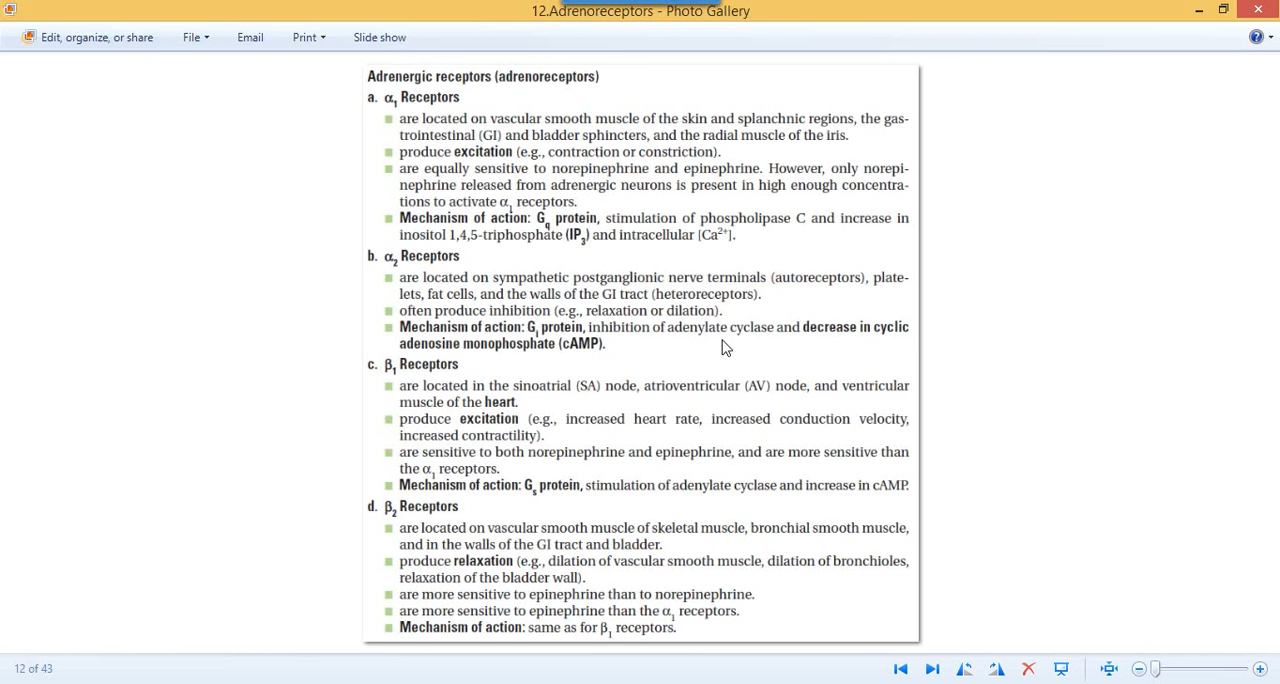 12.Adrenoreceptors - Photo Gallery
Edit, organize, or share File Email Print Slide show
Adrenergic receptors (adrenoreceptors)
a. α₁ Receptors
are located on vascular smooth muscle of the skin and splanchnic regions, the gas-
trointestinal (GI) and bladder sphincters, and the radial muscle of the iris.
produce excitation (e.g., contraction or constriction).
are equally sensitive to norepinephrine and epinephrine. However, only norepi-
nephrine released from adrenergic neurons is present in high enough concentra-
tions to activate α₁ receptors.
Mechanism of action: Gq protein, stimulation of phospholipase C and increase in
inositol 1,4,5-triphosphate (IP₃) and intracellular [Ca²⁺].
b. α₂ Receptors
are located on sympathetic postganglionic nerve terminals (autoreceptors), plate-
lets, fat cells, and the walls of the GI tract (heteroreceptors).
often produce inhibition (e.g., relaxation or dilation).
Mechanism of action: Gi protein, inhibition of adenylate cyclase and decrease in cyclic
adenosine monophosphate (cAMP).
c. β₁ Receptors
are located in the sinoatrial (SA) node, atrioventricular (AV) node, and ventricular
muscle of the heart.
produce excitation (e.g., increased heart rate, increased conduction velocity,
increased contractility).
are sensitive to both norepinephrine and epinephrine, and are more sensitive than
the α₁ receptors.
Mechanism of action: Gs protein, stimulation of adenylate cyclase and increase in cAMP.
d. β₂ Receptors
are located on vascular smooth muscle of skeletal muscle, bronchial smooth muscle,
and in the walls of the GI tract and bladder.
produce relaxation (e.g., dilation of vascular smooth muscle, dilation of bronchioles,
relaxation of the bladder wall).
are more sensitive to epinephrine than to norepinephrine.
are more sensitive to epinephrine than the α₁ receptors.
Mechanism of action: same as for β₁ receptors.
12 of 43